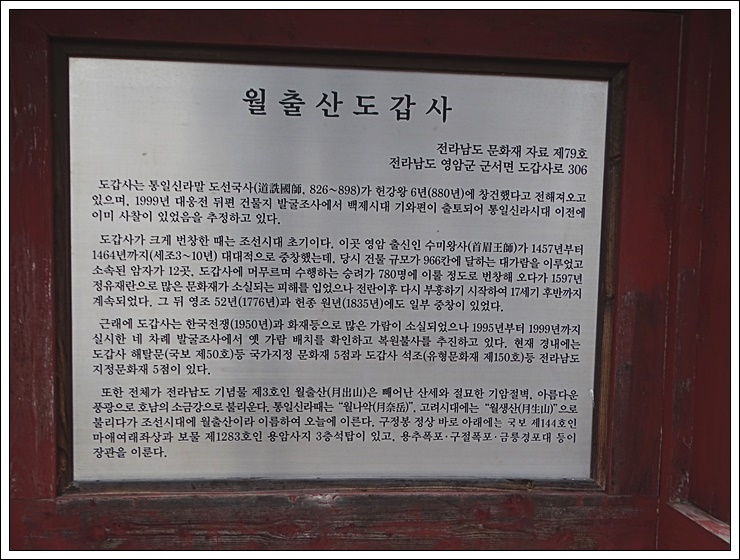 월출산도갑사
전라남도 문화재 자료 제79호
전라남도 영암군 군서면 도갑사로 306
도갑사는 통일신라말 도선국사(道詵國師, 826~898)가 헌강왕 6년(880년)에 창건했다고 전해져오고
있으며, 1999년 대웅전 뒤편 건물지 발굴조사에서 백제시대 기와편이 출토되어 통일신라시대 이전에
이미 사찰이 있었음을 추정하고 있다.
도갑사가 크게 번창한 때는 조선시대 초기이다. 이곳 영암 출신인 수미왕사(首眉王師)가 1457년부터
1464년까지(세조3~10년) 대대적으로 중창했는데, 당시 건물 규모가 966칸에 달하는 대가람을 이루었고
소속된 암자가 12곳, 도갑사에 머무르며 수행하는 승려가 780명에 이를 정도로 번창해 오다가 1597년
정유재란으로 많은 문화재가 소실되는 피해를 입었으나 전란이후 다시 부흥하기 시작하여 17세기 후반까지
계속되었다. 그 뒤 영조 52년(1776년)과 헌종 원년(1835년)에도 일부 중창이 있었다.
근래에 도갑사는 한국전쟁(1950년)과 화재등으로 많은 가람이 소실되었으나 1995년부터 1999년까지
실시한 네 차례 발굴조사에서 옛 가람 배치를 확인하고 복원불사를 추진하고 있다. 현재 경내에는
도갑사 해탈문(국보 제50호)등 국가지정 문화재 5점과 도갑사 석조(유형문화재 제150호)등 전라남도
지정문화재 5점이 있다.
또한 전체가 전라남도 기념물 제3호인 월출산(月出山)은 빼어난 산세와 절묘한 기암절벽, 아름다운
풍광으로 호남의 소금강으로 불리운다. 통일신라때는 “월나악(月奈岳)”, 고려시대에는 “월생산(月生山)”으로
불리다가 조선시대에 월출산이라 이름하여 오늘에 이른다. 구정봉 정상 바로 아래에는 국보 제144호인
마애여래좌상과 보물 제1283호인 용암사지 3층석탑이 있고, 용추폭포·구절폭포·금릉경포대 등이
장관을 이룬다.